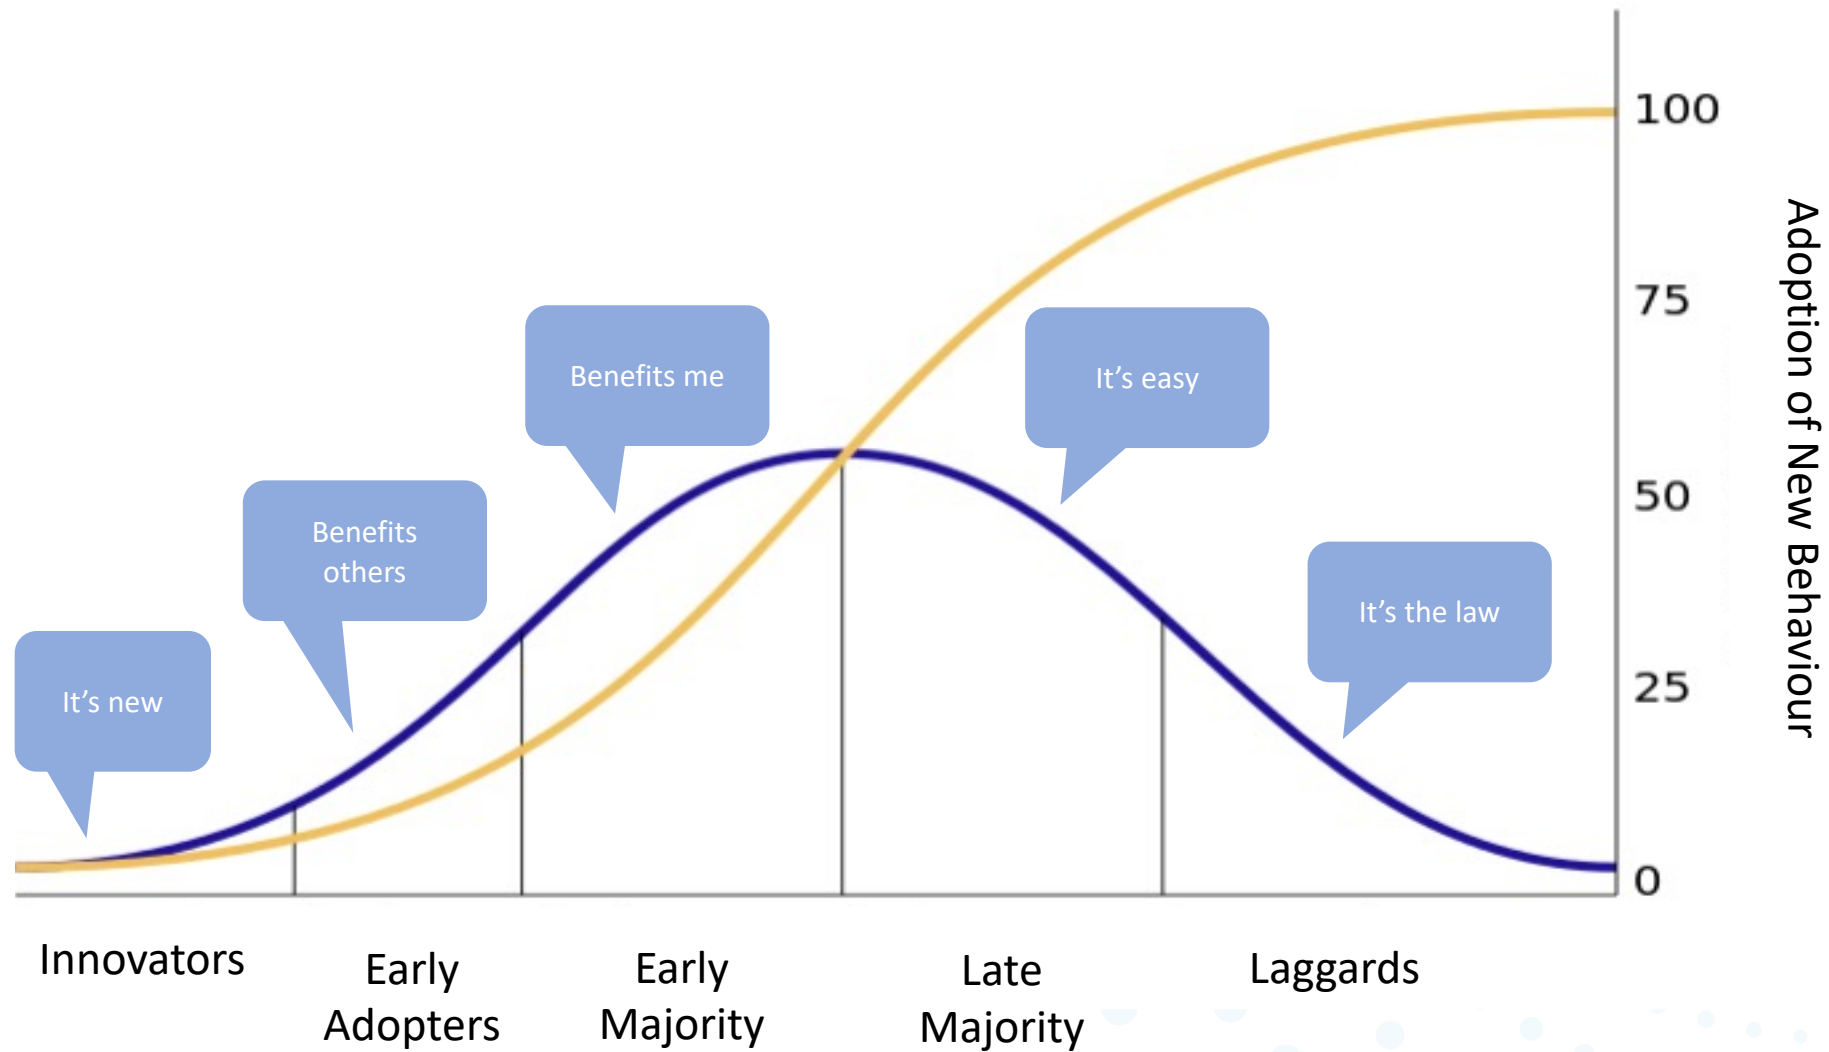 100
75
50
25
0
Adoption of New Behaviour
Benefits me
It’s easy
Benefits
others
It’s the law
It’s new
Innovators
Early
Adopters
Early
Majority
Late
Majority
Laggards